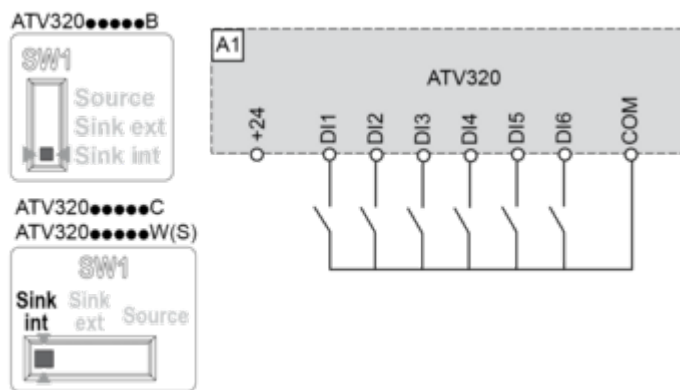 ATV320●●●●●B
SW1
Source
Sink ext
Sink int
A1
ATV320
+24 DI1 DI2 DI3 DI4 DI5 DI6 COM
ATV320●●●●●C
ATV320●●●●●W(S)
SW1
Sink int
Sink ext
Source